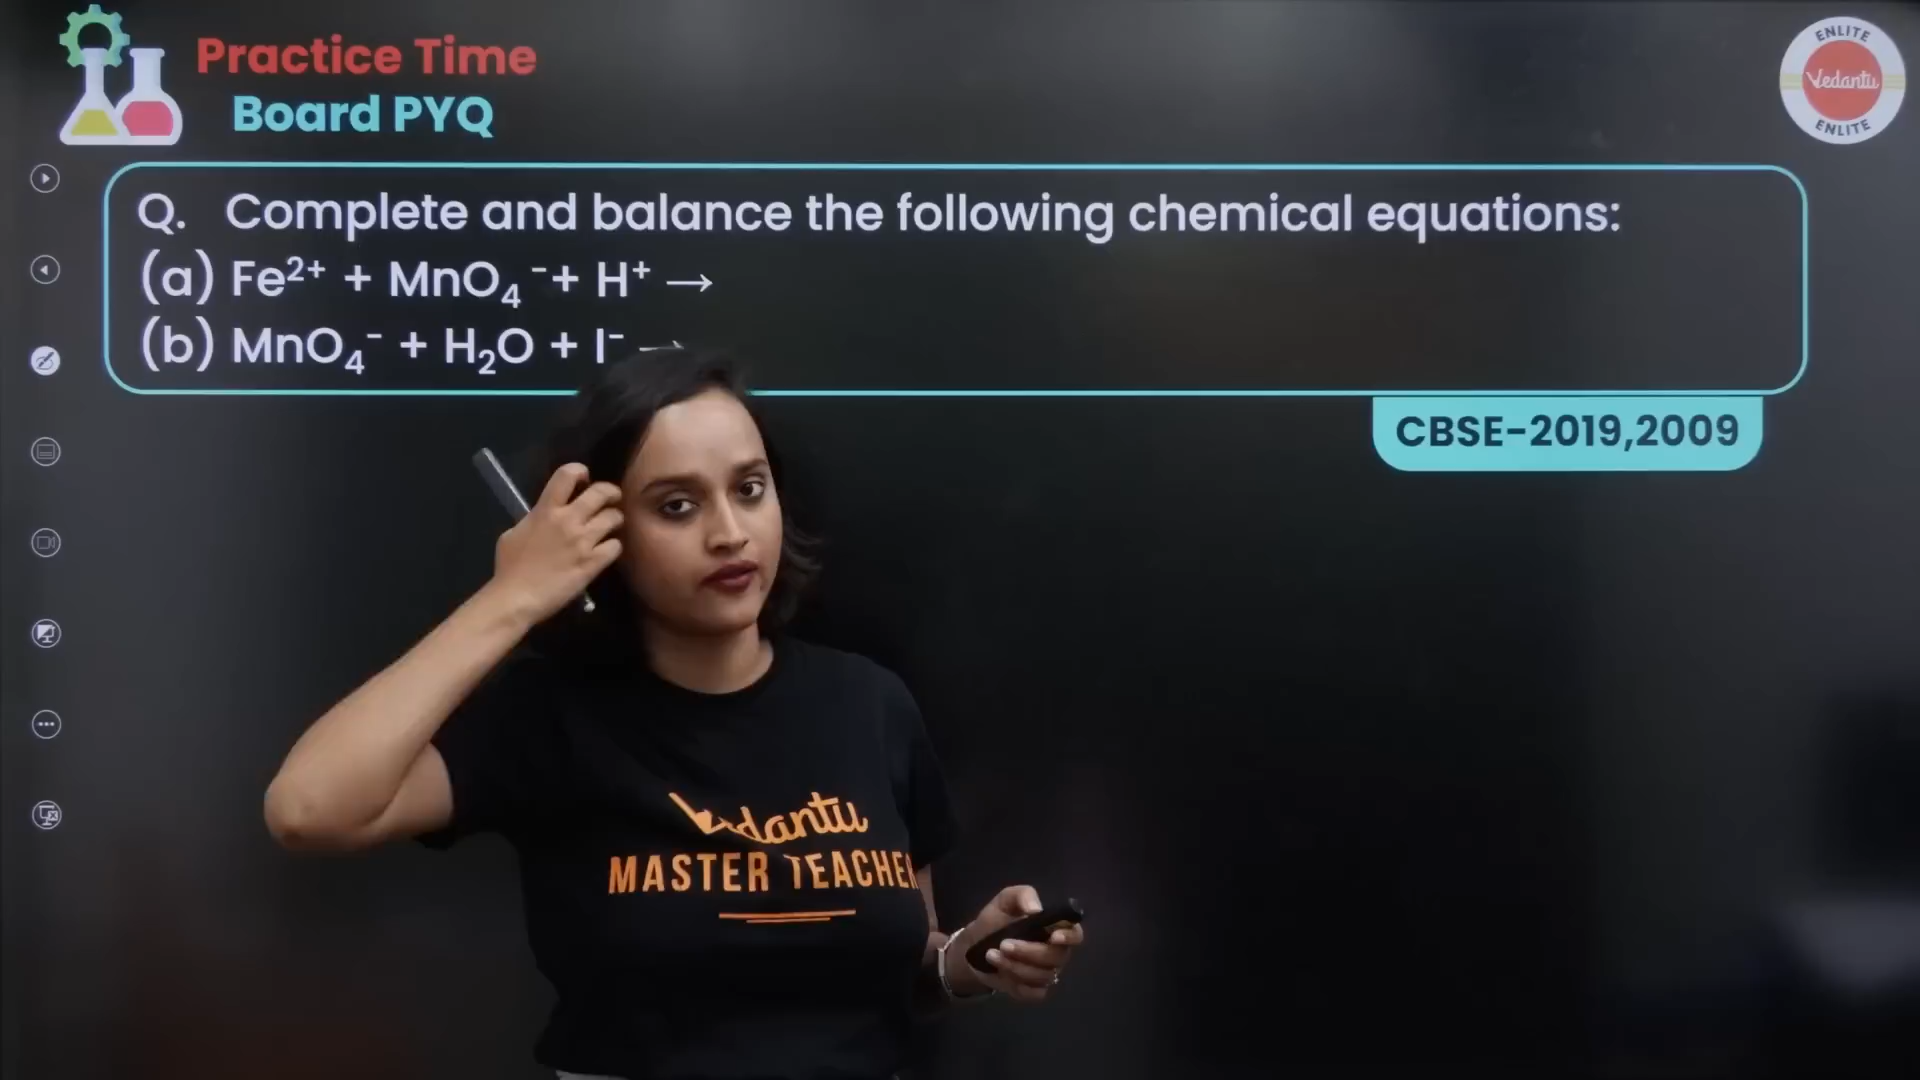 Practice Time
Board PYQ
ENLITE
Vedantu
ENLITE
Q. Complete and balance the following chemical equations:
(a) Fe²⁺ + MnO₄ ⁻+ H⁺ →
(b) MnO₄⁻ + H₂O + I⁻ →
CBSE-2019,2009
Vedantu
MASTER TEACHER